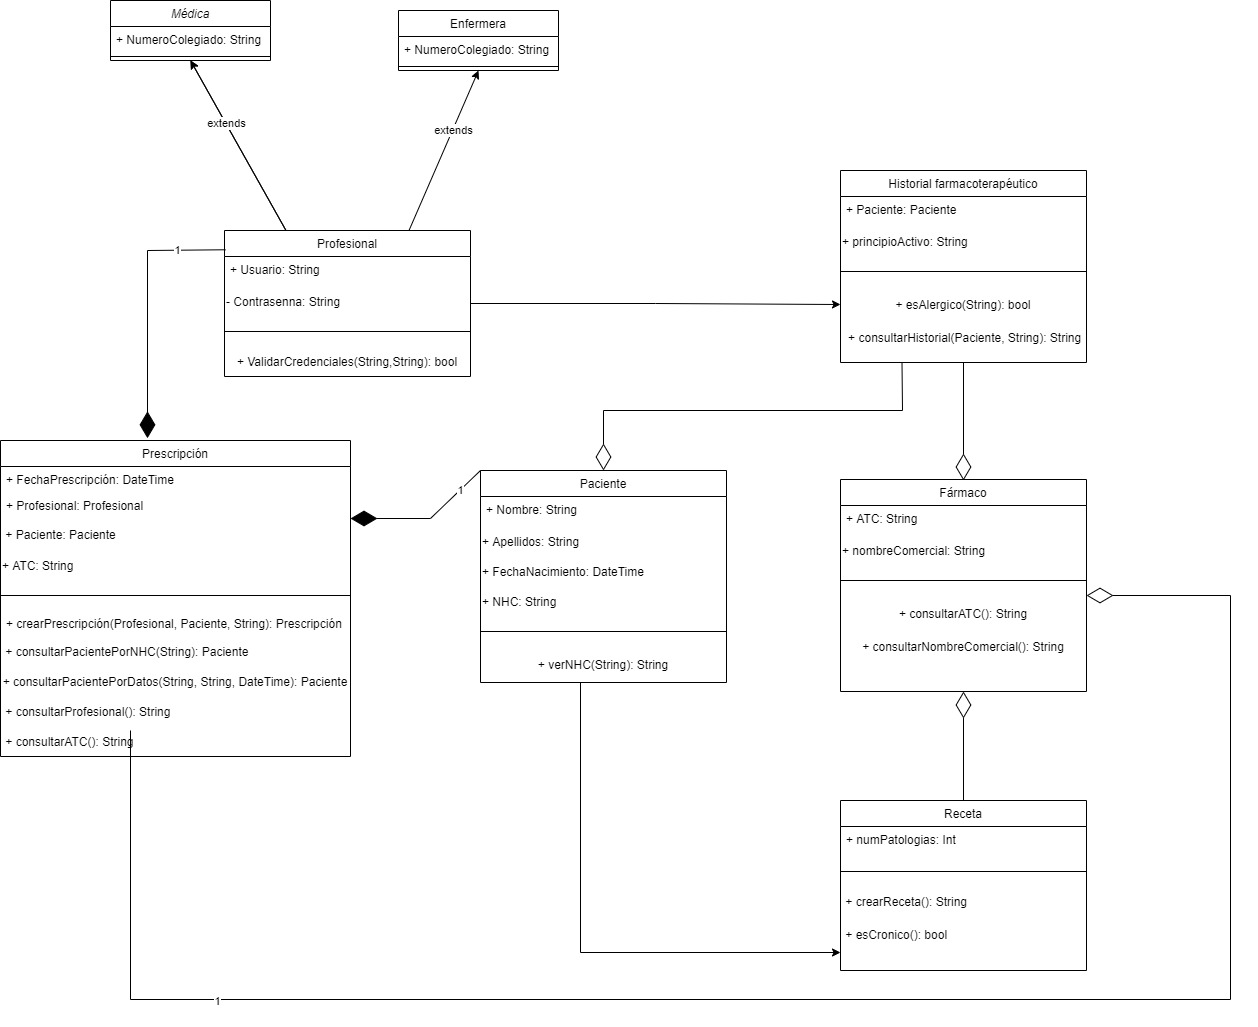 Médica
+ NumeroColegiado: String
Enfermera
+ NumeroColegiado: String
extends
extends
Historial farmacoterapéutico
+ Paciente: Paciente
+ principioActivo: String
+ esAlergico(String): bool
+ consultarHistorial(Paciente, String): String
1
Profesional
+ Usuario: String
- Contrasenna: String
+ ValidarCredenciales(String,String): bool
Prescripción
+ FechaPrescripción: DateTime
+ Profesional: Profesional
+ Paciente: Paciente
+ ATC: String
+ crearPrescripción(Profesional, Paciente, String): Prescripción
+ consultarPacientePorNHC(String): Paciente
+ consultarPacientePorDatos(String, String, DateTime): Paciente
+ consultarProfesional(): String
+ consultarATC(): String
1
Paciente
+ Nombre: String
+ Apellidos: String
+ FechaNacimiento: DateTime
+ NHC: String
+ verNHC(String): String
Fármaco
+ ATC: String
+ nombreComercial: String
+ consultarATC(): String
+ consultarNombreComercial(): String
Receta
+ numPatologias: Int
+ crearReceta(): String
+ esCronico(): bool
1